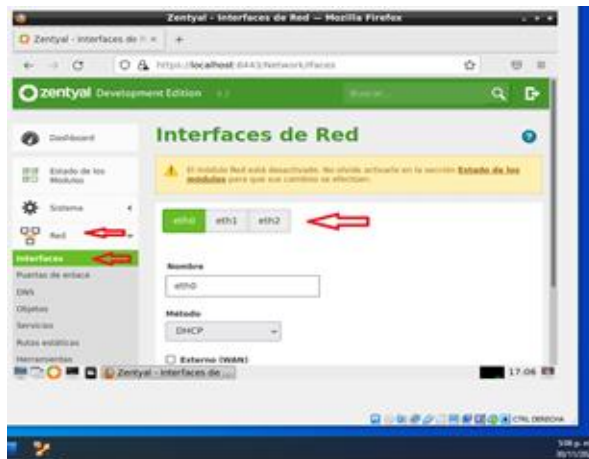 Zentyal - Interfaces de Red — Mozilla Firefox
Zentyal - Interfaces de R
https://localhost:8443/Network/Ifaces
zentyal Development Edition
Buscar...
Interfaces de Red
Dashboard
Estado de los Módulos
El módulo Red está desactivado. No olvide activarlo en la sección Estado de los
módulos para que sus cambios se efectúen.
Sistema
Red
eth0 eth1 eth2
Interfaces
Puertas de enlace
DNS
Objetos
Servicios
Rutas estáticas
Herramientas
Nombre
eth0
Método
DHCP
Externo (WAN)
Zentyal - Interfaces de ...
17:06
CTRL DERECHA